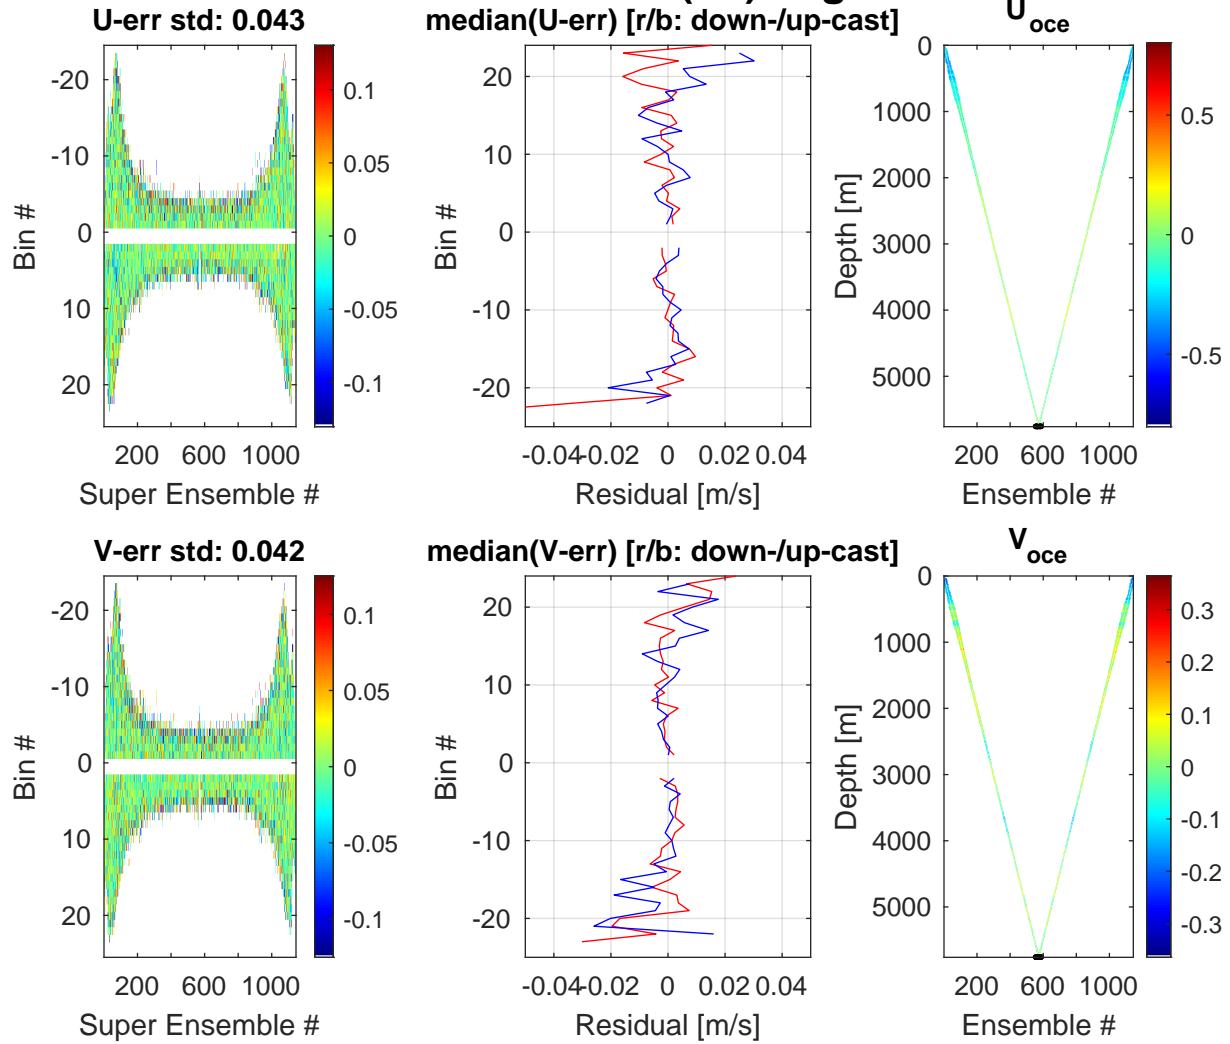 U-err std: 0.043
median(U-err) [r/b: down-/up-cast]
U_oce
-20
-10
0
10
20
Bin #
200 600 1000
Super Ensemble #
0.1
0.05
0
-0.05
-0.1
20
10
0
-10
-20
Bin #
-0.04 -0.02 0 0.02 0.04
Residual [m/s]
0
1000
2000
3000
4000
5000
Depth [m]
200 600 1000
Ensemble #
0.5
0
-0.5
V-err std: 0.042
median(V-err) [r/b: down-/up-cast]
V_oce
-20
-10
0
10
20
Bin #
200 600 1000
Super Ensemble #
0.1
0.05
0
-0.05
-0.1
20
10
0
-10
-20
Bin #
-0.04 -0.02 0 0.02 0.04
Residual [m/s]
0
1000
2000
3000
4000
5000
Depth [m]
200 600 1000
Ensemble #
0.3
0.2
0.1
0
-0.1
-0.2
-0.3